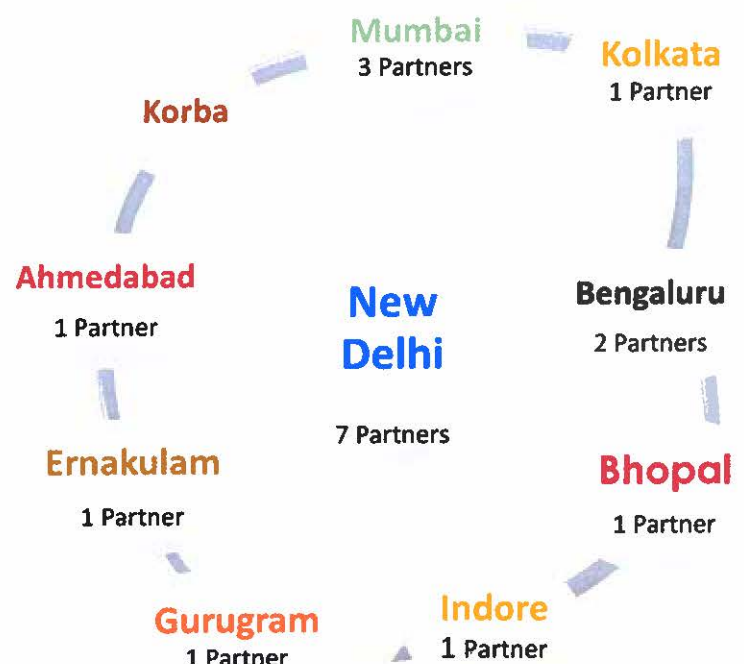 Mumbai
3 Partners
Kolkata
1 Partner
Korba
Ahmedabad
1 Partner
New
Delhi
7 Partners
Bengaluru
2 Partners
Ernakulam
1 Partner
Bhopal
1 Partner
Gurugram
1 Partner
Indore
1 Partner